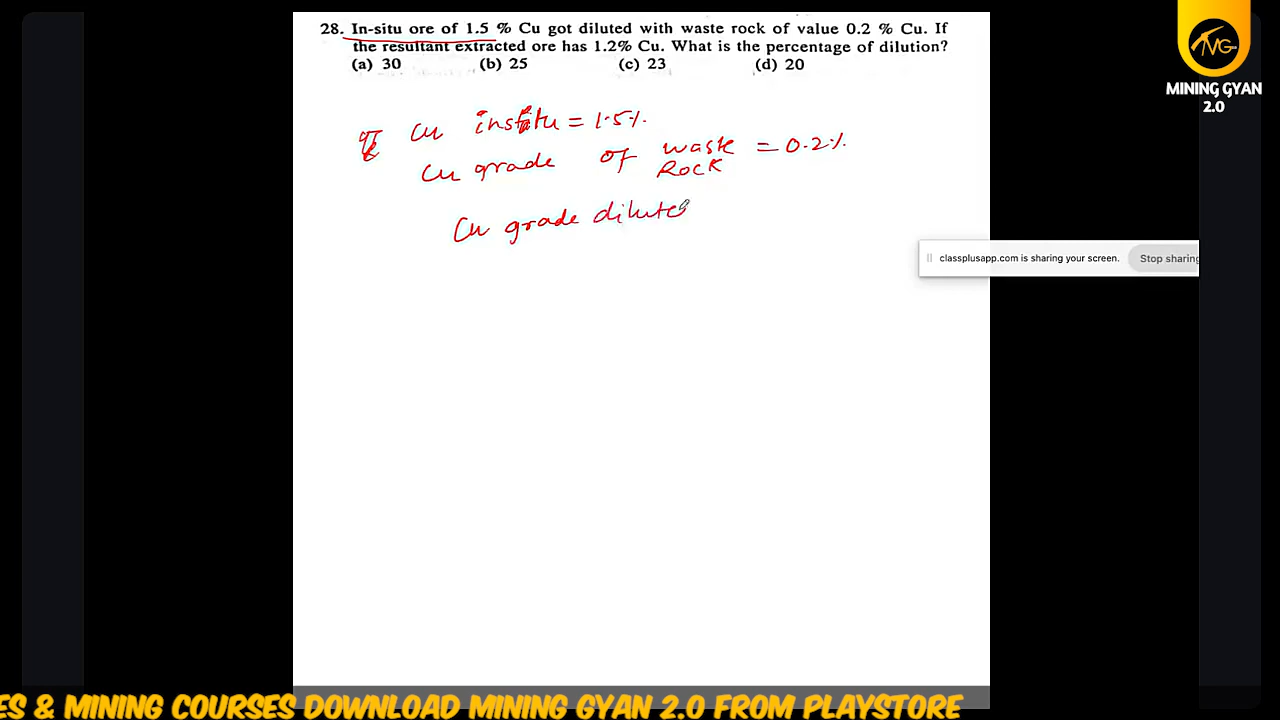 28. In-situ ore of 1.5 % Cu got diluted with waste rock of value 0.2 % Cu. If
the resultant extracted ore has 1.2% Cu. What is the percentage of dilution?
(a) 30 (b) 25 (c) 23 (d) 20
Cu insitu = 1.5%.
Cu grade of waste Rock = 0.2%.
Cu grade dilute
TVG
MINING GYAN
2.0
classplusapp.com is sharing your screen.
Stop sharing
ES & MINING COURSES DOWNLOAD MINING GYAN 2.0 FROM PLAYSTORE